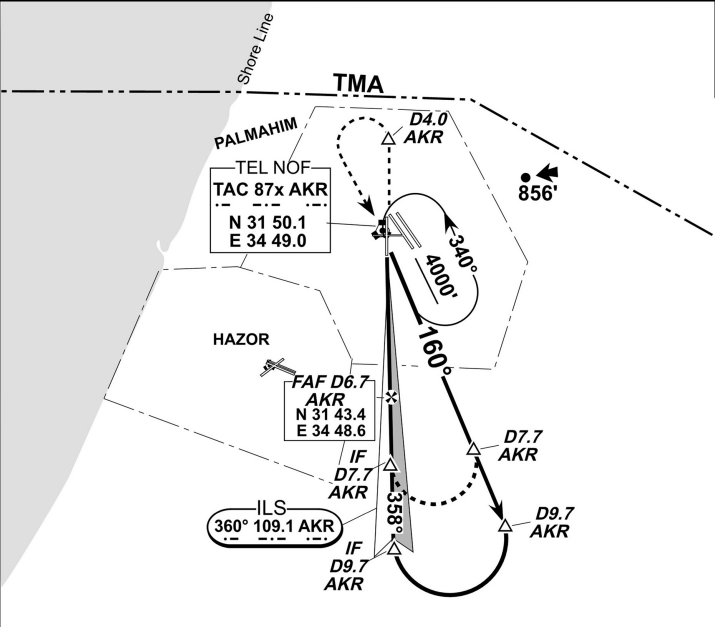 Shore Line
TMA
PALMAHIM
D4.0
AKR
TEL NOF
TAC 87x AKR
N 31 50.1
E 34 49.0
856'
340°
4000'
160°
HAZOR
FAF D6.7
AKR
N 31 43.4
E 34 48.6
IF
D7.7
AKR
D7.7
AKR
358°
ILS
360° 109.1 AKR
IF
D9.7
AKR
D9.7
AKR